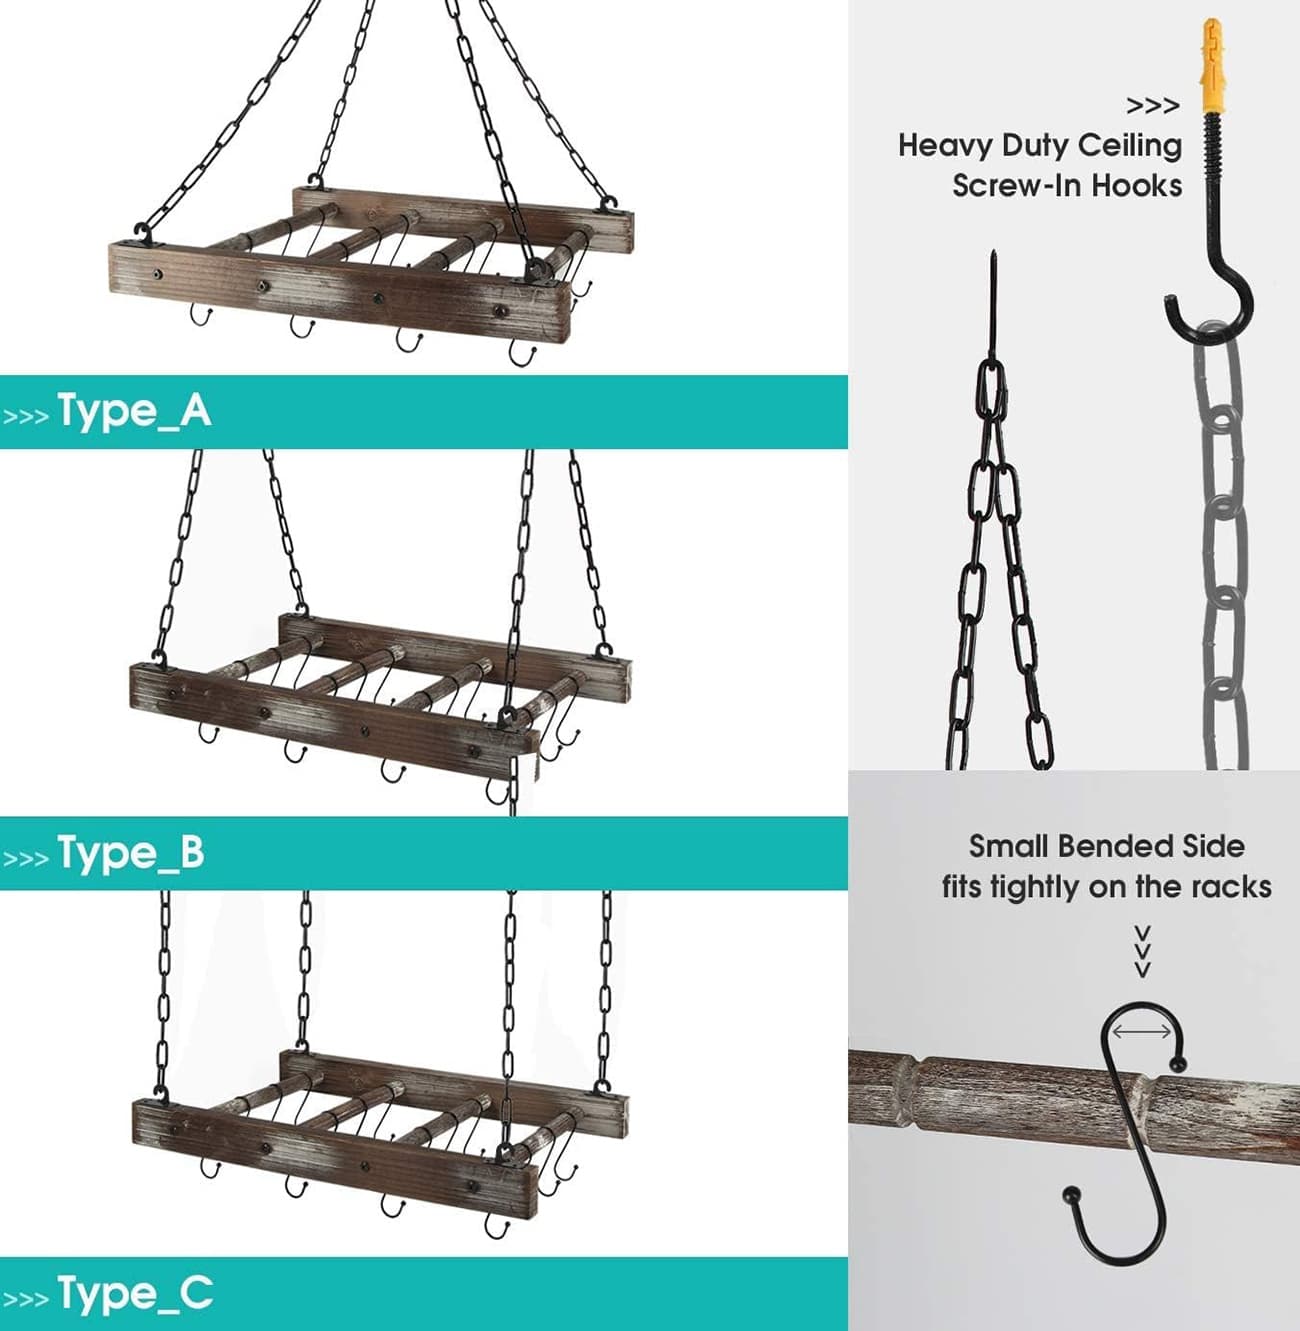 >>> Type_A
>>> Type_B
>>> Type_C
>>>
Heavy Duty Ceiling
Screw-In Hooks
Small Bended Side
fits tightly on the racks
>>>